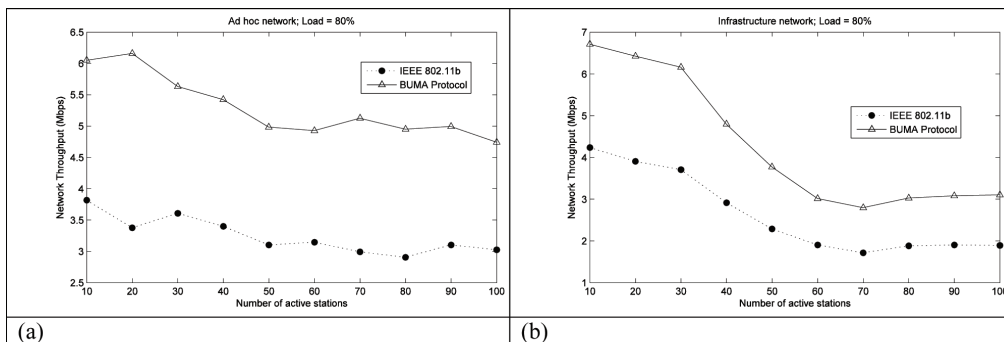 Ad hoc network; Load = 80%
6.5
6
5.5
5
4.5
4
3.5
3
2.5
Network Throughput (Mbps)
IEEE 802.11b
BUMA Protocol
10 20 30 40 50 60 70 80 90 100
Number of active stations
(a)
Infrastructure network; Load = 80%
7
6
5
4
3
2
1
Network Throughput (Mbps)
IEEE 802.11b
BUMA Protocol
10 20 30 40 50 60 70 80 90 100
Number of active stations
(b)